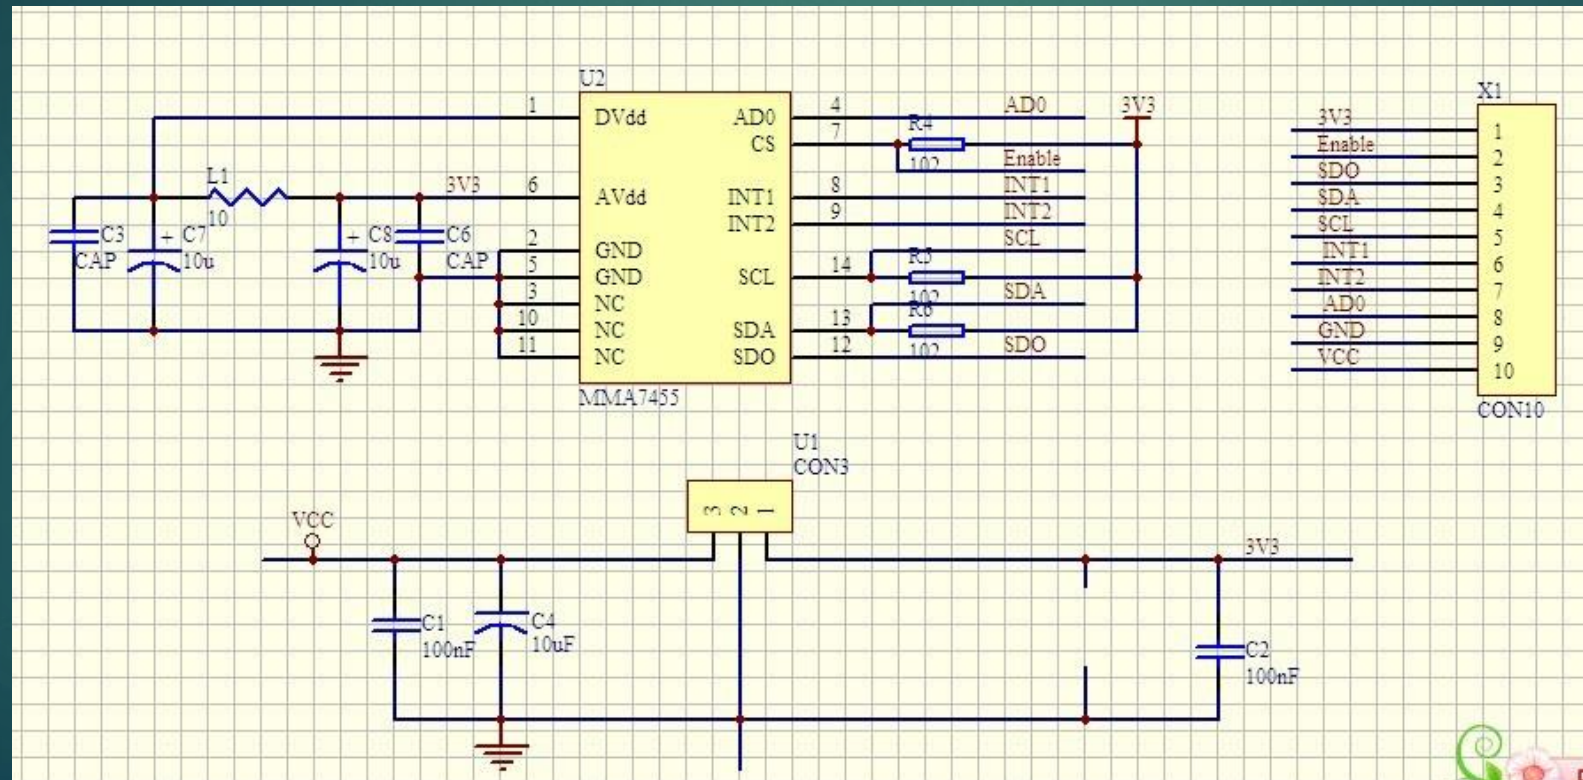 U2
MMA7455
1 DVdd
6 AVdd
2 GND
5 GND
3 NC
10 NC
11 NC
AD0 4 AD0
CS 7
Enable
INT1 8 INT1
INT2 9 INT2
SCL
SCL 14
SDA
SDA 13
SDO 12 SDO
R4
102
R5
102
R6
102
3V3
L1
10
3V3
C3
CAP
+ C7
10u
+ C8
10u
C6
CAP
X1
3V3 1
Enable 2
SDO 3
SDA 4
SCL 5
INT1 6
INT2 7
AD0 8
GND 9
VCC 10
CON10
U1
CON3
3 2 1
VCC
3V3
C1
100nF
C4
10uF
C2
100nF